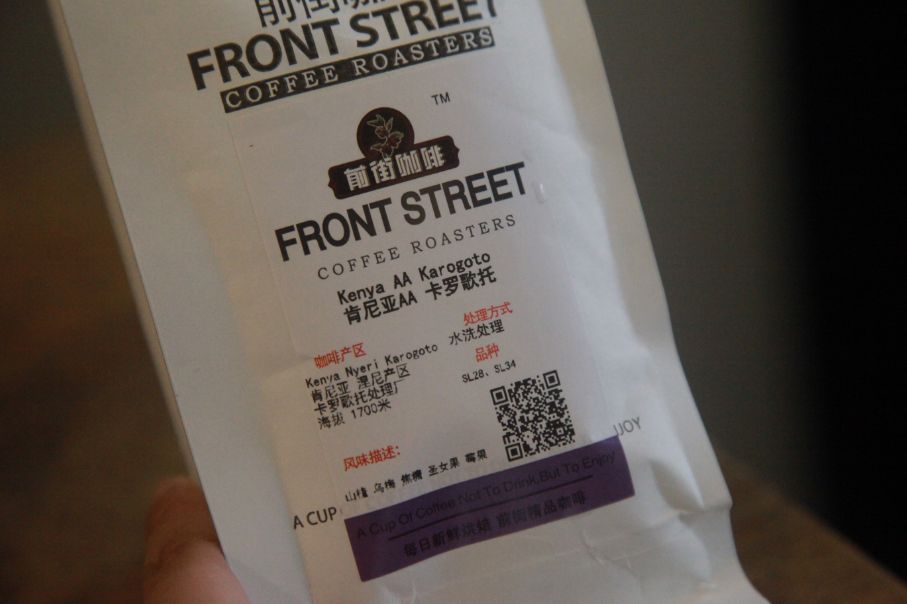 前街咖啡
FRONT STREET
COFFEE ROASTERS
TM
前街咖啡
FRONT STREET
COFFEE ROASTERS
Kenya AA Karogoto
肯尼亚AA 卡罗歌托
处理方式
水洗处理
咖啡产区
Kenya Nyeri Karogoto
肯尼亚 涅尼产区
卡罗歌托处理厂
海拔 1700米
品种
SL28、SL34
风味描述:
山楂 乌梅 焦糖 圣女果 莓果
A CUP
JOY
A Cup Of Coffee Not To Drink,But To Enjoy
每日新鲜烘焙 前街精品咖啡